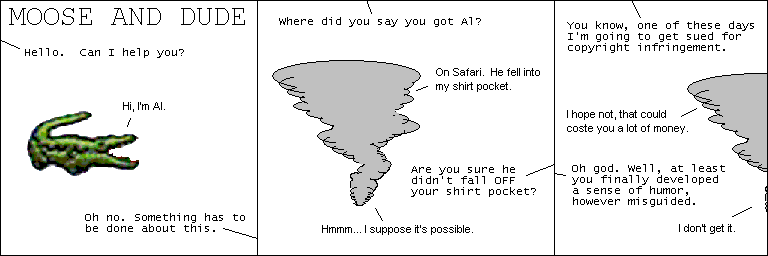 MOOSE AND DUDE
Hello.  Can I help you?
Hi, I'm Al.
Oh no. Something has to
be done about this.
Where did you say you got Al?
On Safari.  He fell into
my shirt pocket.
Are you sure he
didn't fall OFF
your shirt pocket?
Hmmm... I suppose it's possible.
You know, one of these days
I'm going to get sued for
copyright infringement.
I hope not, that could
coste you a lot of money.
Oh god. Well, at least
you finally developed
a sense of humor,
however misguided.
I don't get it.